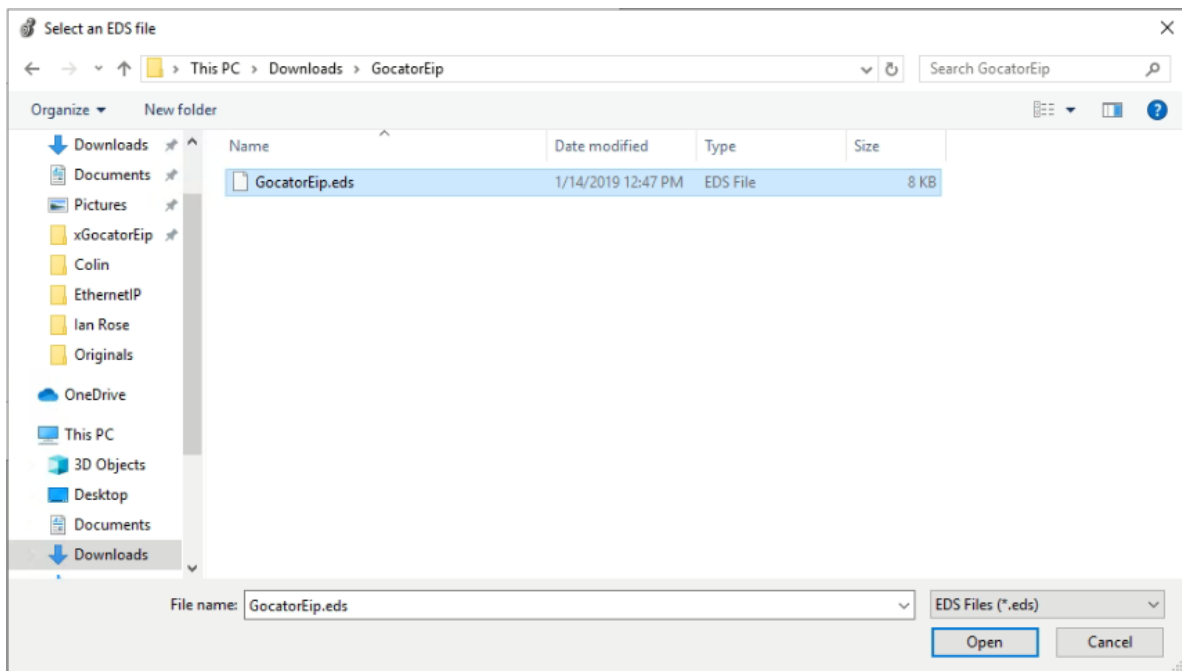 Select an EDS file
This PC > Downloads > GocatorEip
Search GocatorEip
Organize
New folder
Name
Date modified
Type
Size
GocatorEip.eds
1/14/2019 12:47 PM
EDS File
8 KB
Downloads
Documents
Pictures
xGocatorEip
Colin
EthernetIP
Ian Rose
Originals
OneDrive
This PC
3D Objects
Desktop
Documents
Downloads
File name: GocatorEip.eds
EDS Files (*.eds)
Open
Cancel